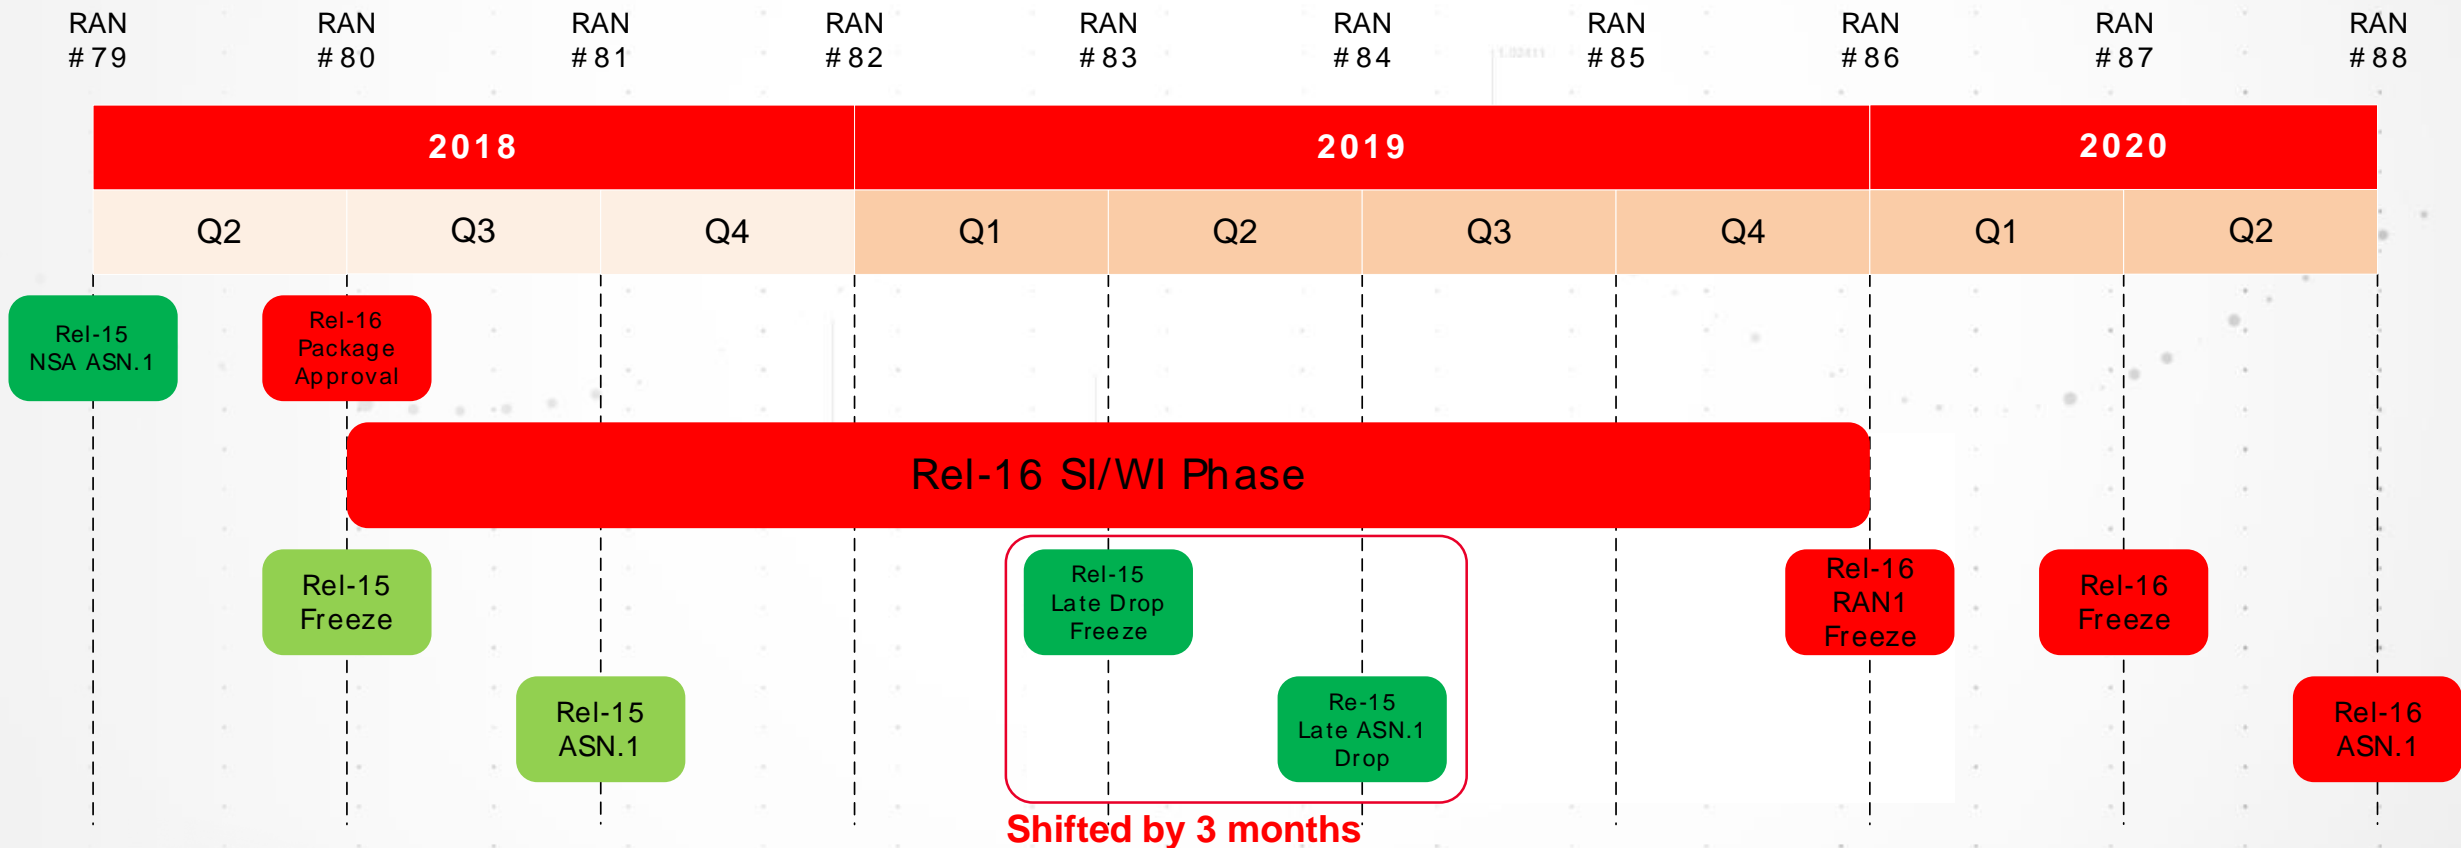 RAN
#79
RAN
#80
RAN
#81
RAN
#82
RAN
#83
RAN
#84
RAN
#85
RAN
#86
RAN
#87
RAN
#88
1.02411
2018
2019
2020
Q2
Q3
Q4
Q1
Q2
Q3
Q4
Q1
Q2
Rel-15
NSA ASN.1
Rel-16
Package
Approval
Rel-16 SI/WI Phase
Rel-15
Freeze
Rel-15
Late Drop
Freeze
Rel-16
RAN1
Freeze
Rel-16
Freeze
Rel-15
ASN.1
Re-15
Late ASN.1
Drop
Rel-16
ASN.1
Shifted by 3 months